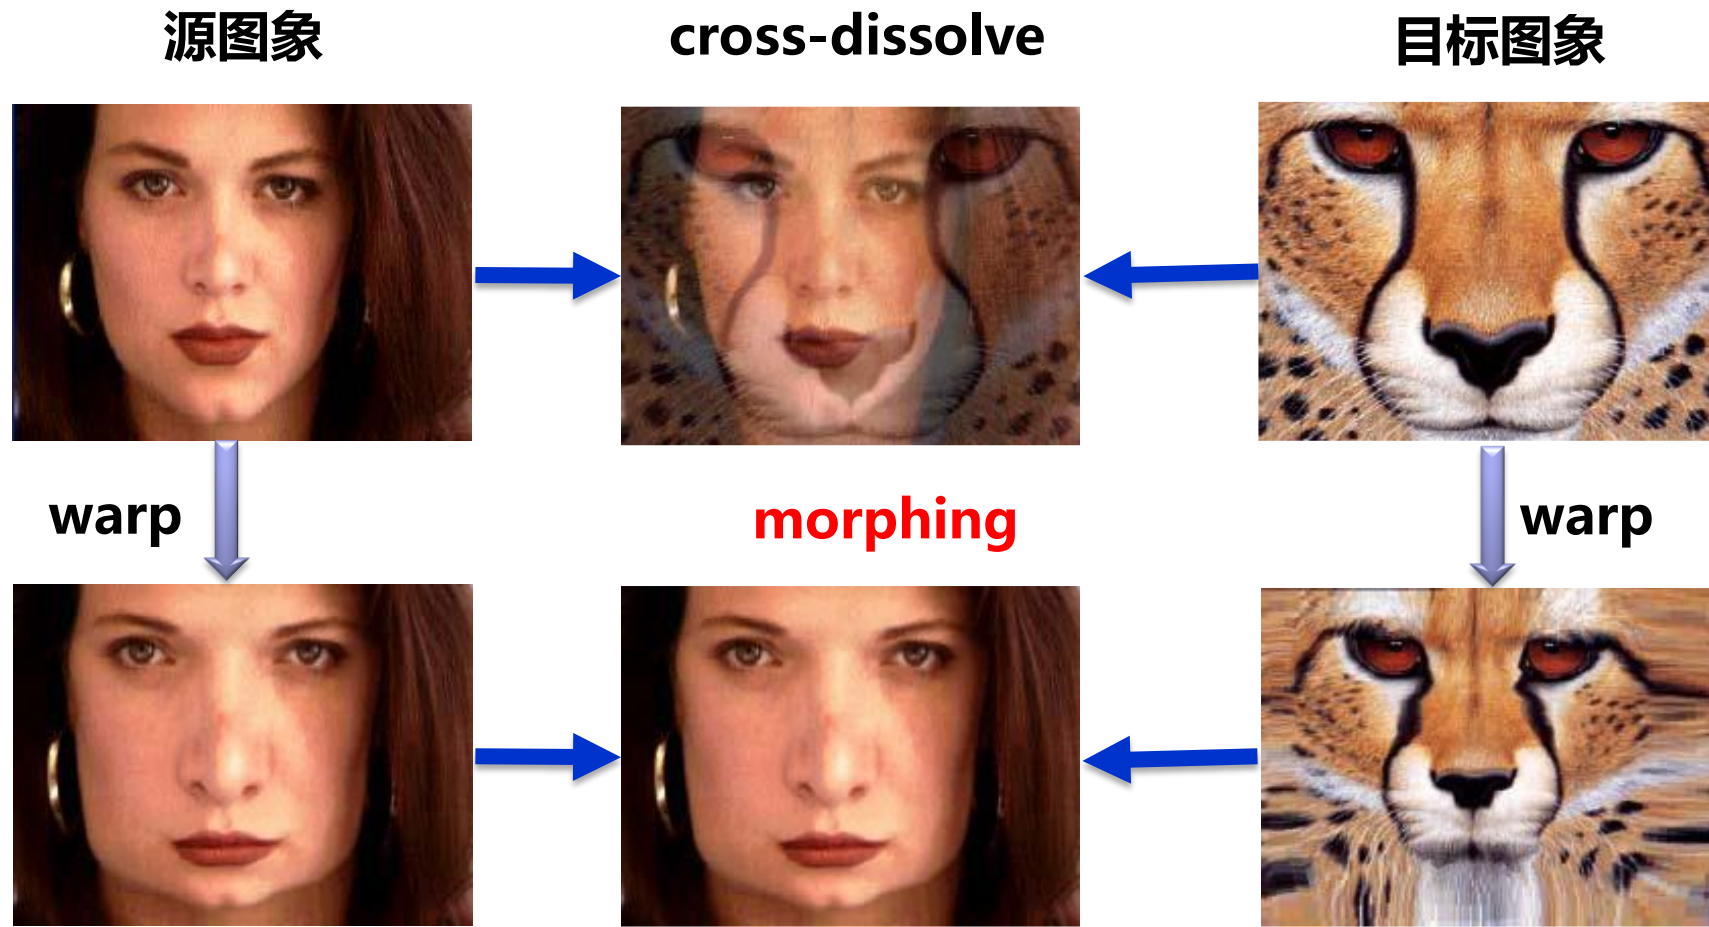 源图象
cross-dissolve
目标图象
warp
morphing
warp